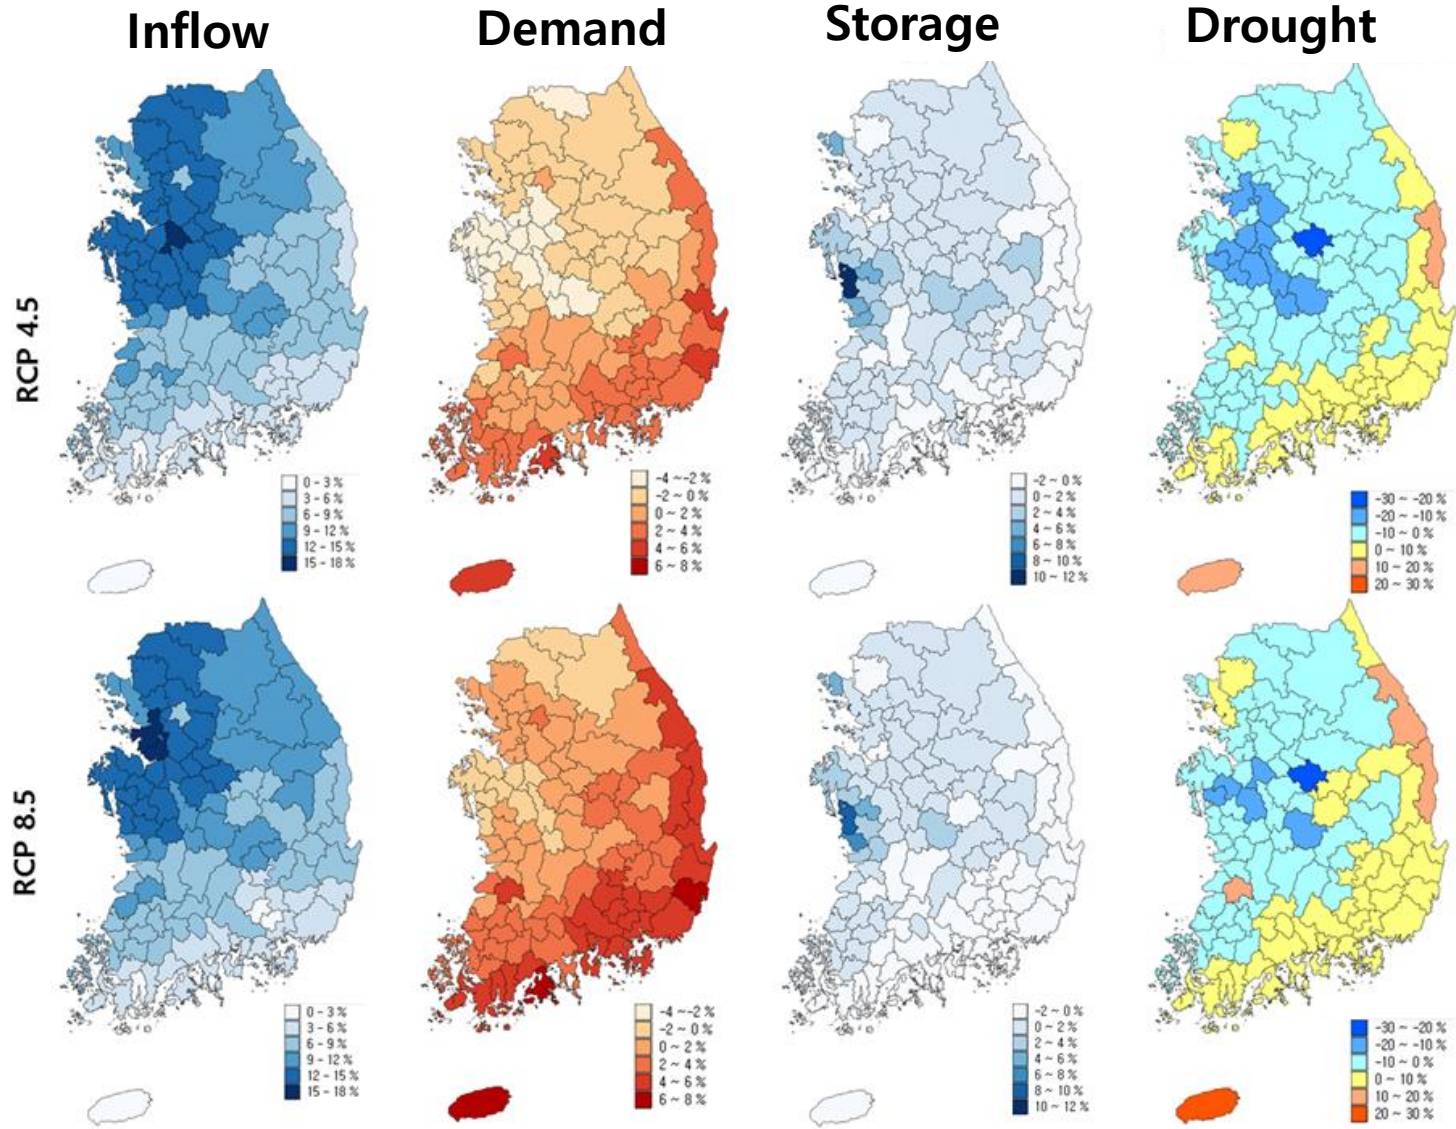 Inflow Demand Storage Drought
RCP 4.5
0 - 3 %
3 - 6 %
6 - 9 %
9 - 12 %
12 - 15 %
15 - 18 %
-4 ~ -2 %
-2 ~ 0 %
0 ~ 2 %
2 ~ 4 %
4 ~ 6 %
6 ~ 8 %
-2 ~ 0 %
0 ~ 2 %
2 ~ 4 %
4 ~ 6 %
6 ~ 8 %
8 ~ 10 %
10 ~ 12 %
-30 ~ -20 %
-20 ~ -10 %
-10 ~ 0 %
0 ~ 10 %
10 ~ 20 %
20 ~ 30 %
RCP 8.5
0 - 3 %
3 - 6 %
6 - 9 %
9 - 12 %
12 - 15 %
15 - 18 %
-4 ~ -2 %
-2 ~ 0 %
0 ~ 2 %
2 ~ 4 %
4 ~ 6 %
6 ~ 8 %
-2 ~ 0 %
0 ~ 2 %
2 ~ 4 %
4 ~ 6 %
6 ~ 8 %
8 ~ 10 %
10 ~ 12 %
-30 ~ -20 %
-20 ~ -10 %
-10 ~ 0 %
0 ~ 10 %
10 ~ 20 %
20 ~ 30 %